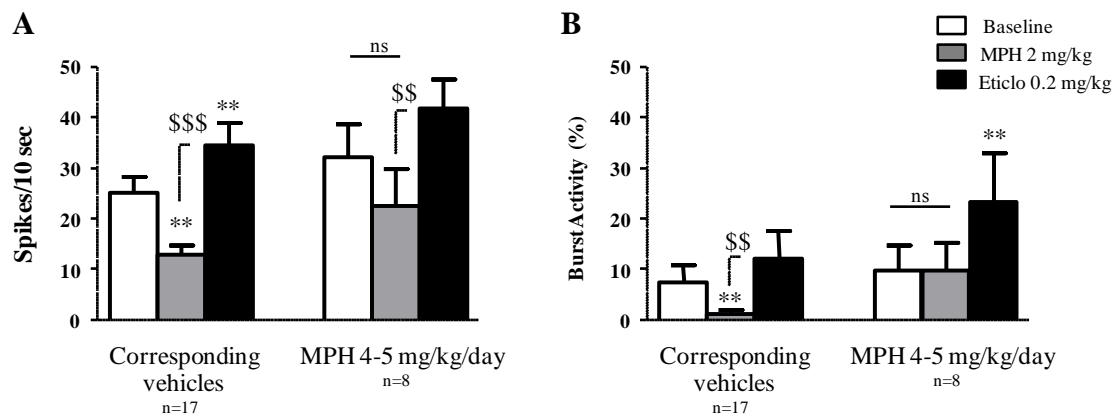 A
Spikes/10 sec
50
40
30
20
10
0
$$$
**
**
ns
$$
Corresponding
vehicles
n=17
MPH 4-5 mg/kg/day
n=8
B
Baseline
MPH 2 mg/kg
Eticlo 0.2 mg/kg
Burst Activity (%)
50
40
30
20
10
0
$$
**
ns
**
Corresponding
vehicles
n=17
MPH 4-5 mg/kg/day
n=8